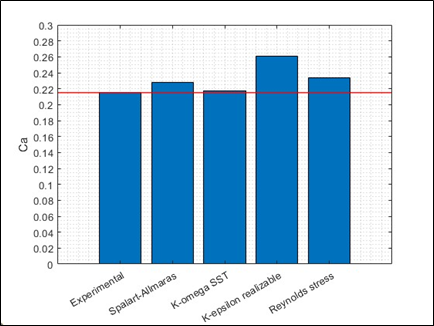 0.3
0.28
0.26
0.24
0.22
0.2
0.18
0.16
0.14
0.12
0.1
0.08
0.06
0.04
0.02
0
Ca
Experimental
Spalart-Allmaras
K-omega SST
K-epsilon realizable
Reynolds stress